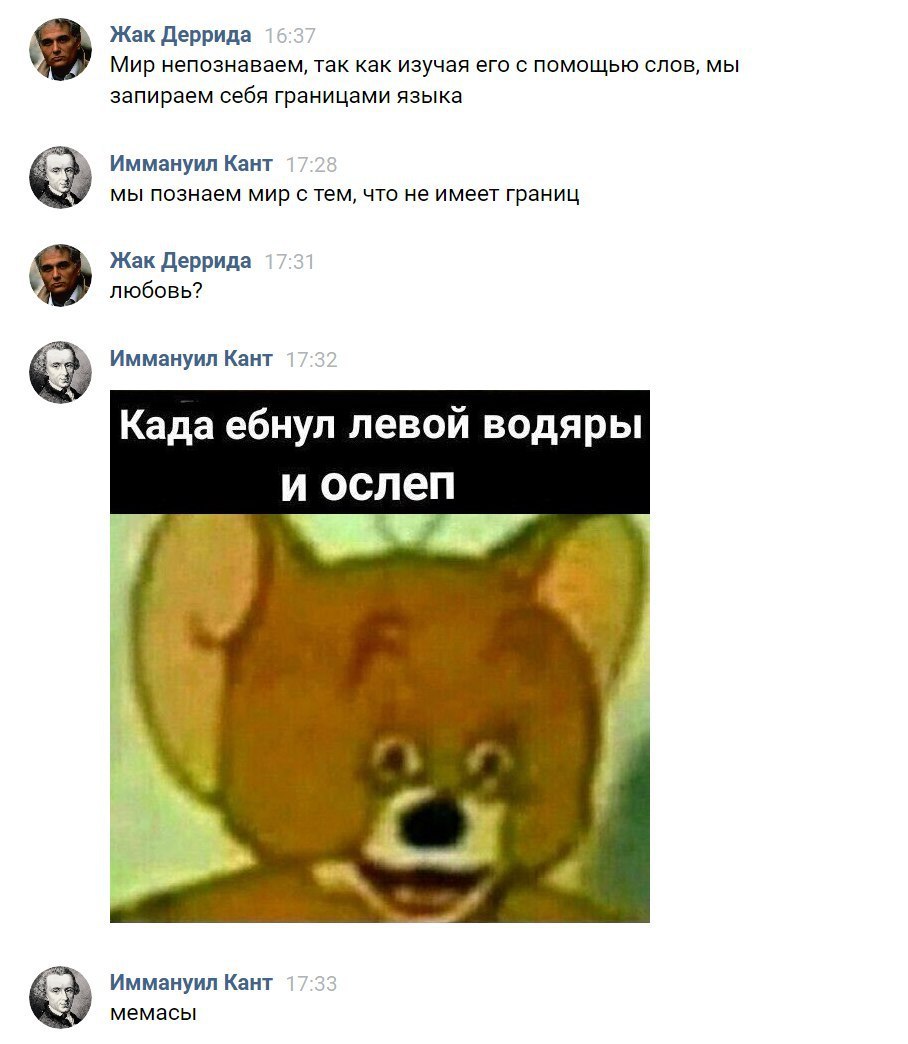 Жак Деррида 16:37
Мир непознаваем, так как изучая его с помощью слов, мы
запираем себя границами языка
Иммануил Кант 17:28
мы познаем мир с тем, что не имеет границ
Жак Деррида 17:31
любовь?
Иммануил Кант 17:32
Када ебнул левой водяры
и ослеп
Иммануил Кант 17:33
мемасы